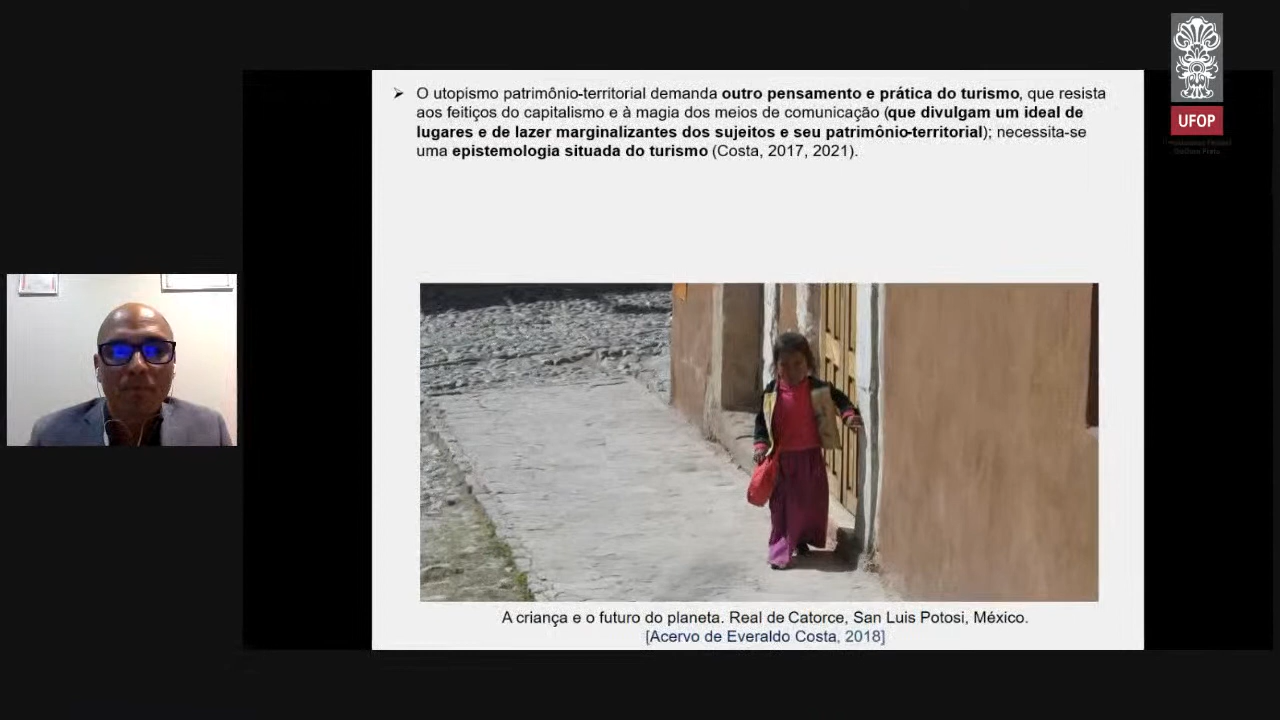 ➢ O utopismo patrimônio-territorial demanda outro pensamento e prática do turismo, que resista
aos feitiços do capitalismo e à magia dos meios de comunicação (que divulgam um ideal de
lugares e de lazer marginalizantes dos sujeitos e seu patrimônio-territorial); necessita-se
uma epistemologia situada do turismo (Costa, 2017, 2021).
A criança e o futuro do planeta. Real de Catorce, San Luis Potosi, México.
[Acervo de Everaldo Costa, 2018]
UFOP